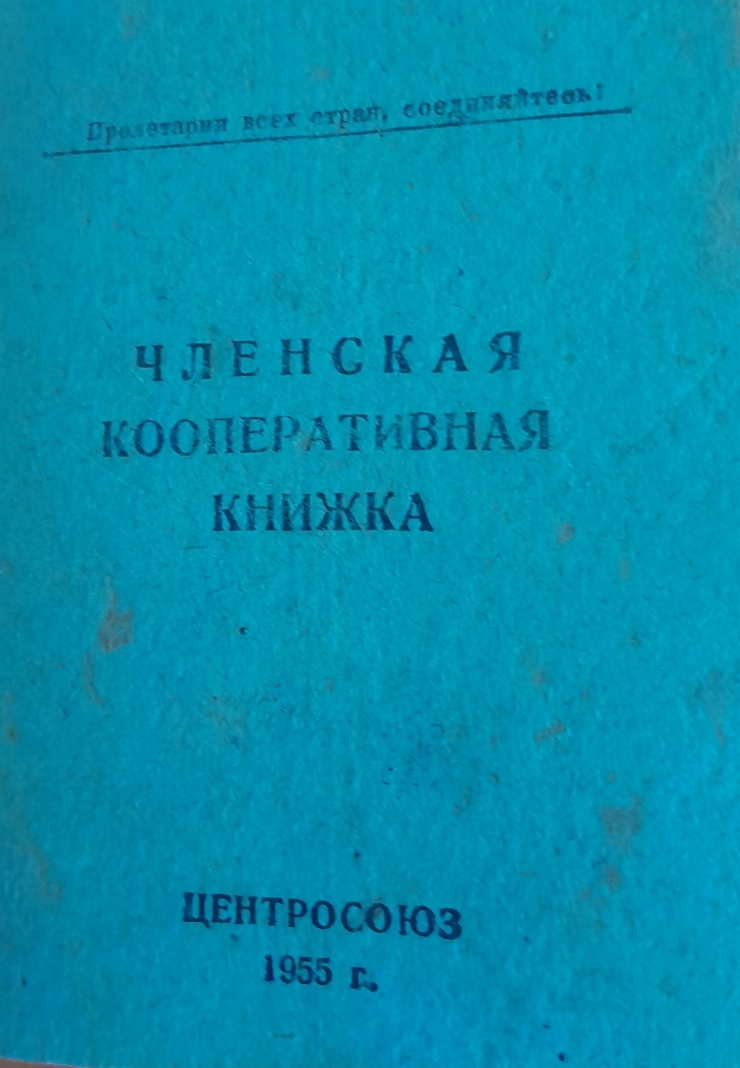 Пролетарии всех стран, соединяйтесь!
ЧЛЕНСКАЯ
КООПЕРАТИВНАЯ
КНИЖКА
ЦЕНТРОСОЮЗ
1955 г.